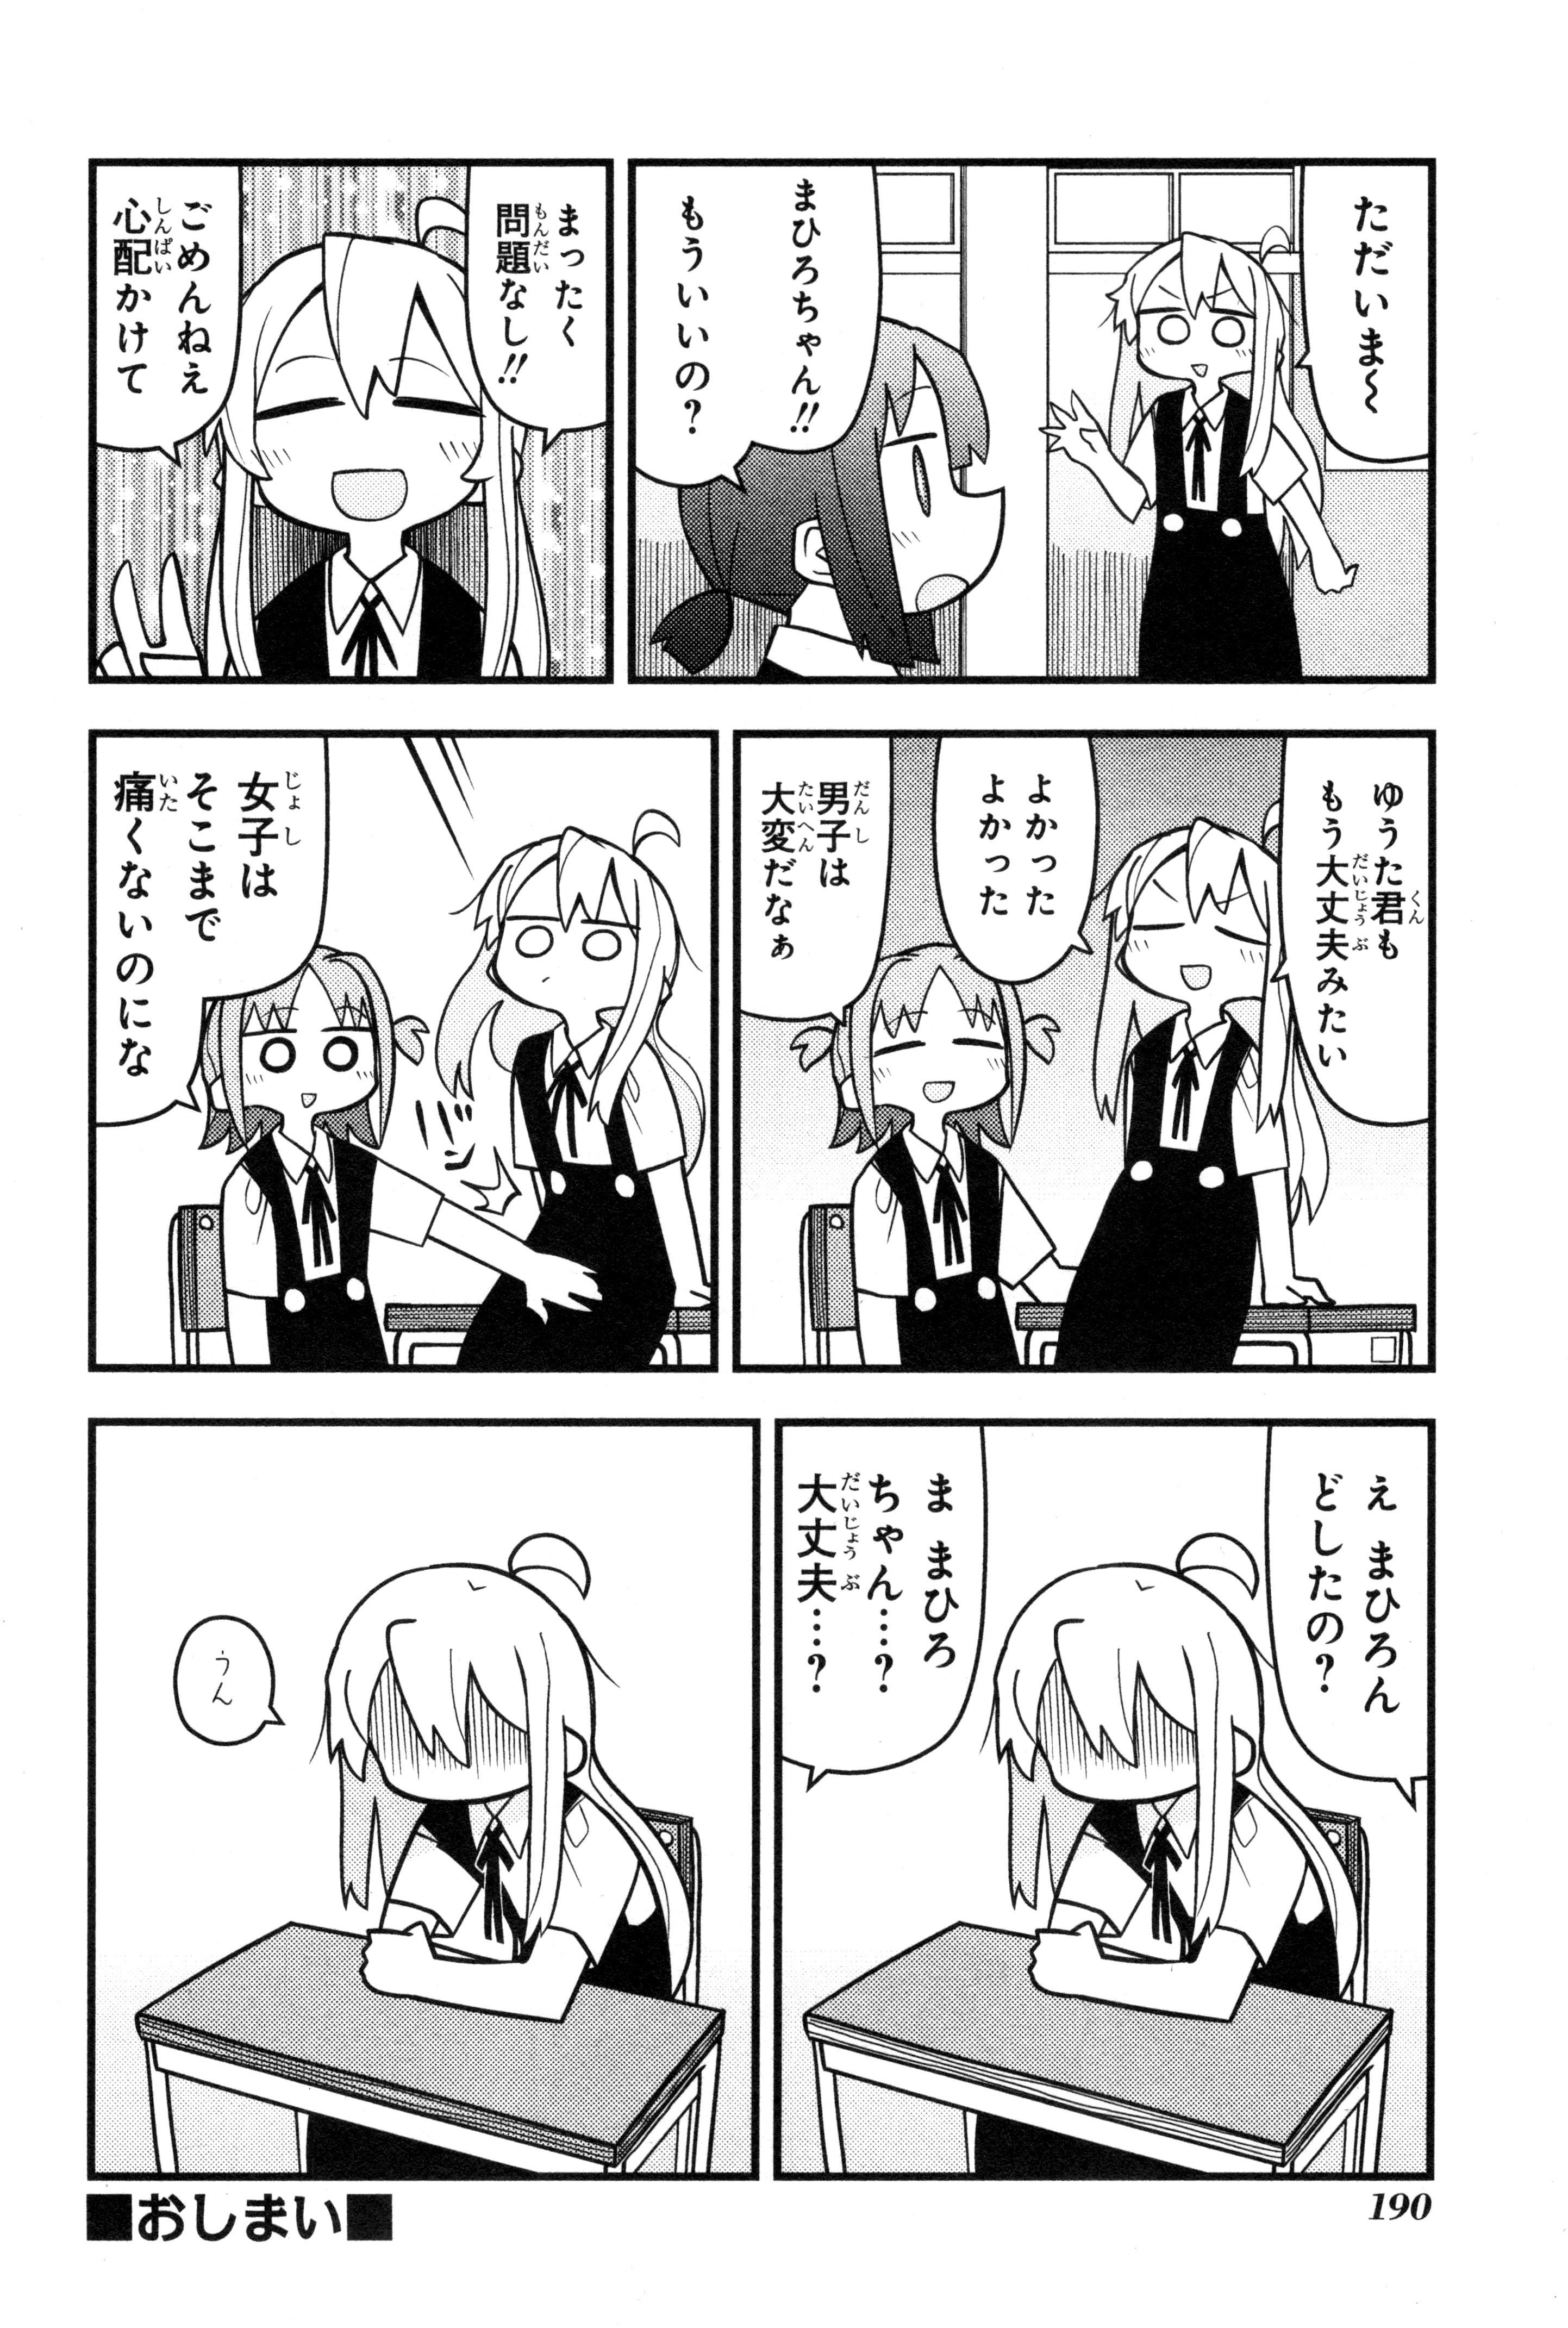 ただいま〜
まひろちゃん!!
もういいの?
まったく
問題なし!!
ごめんねえ
心配かけて
ゆうた君も
もう大丈夫みたい
よかった
よかった
男子は
大変だなぁ
バシ
女子は
そこまで
痛くないのにな
え まひろん
どしたの?
ま まひろ
ちゃん……?
大丈夫……?
うん
■おしまい■
190